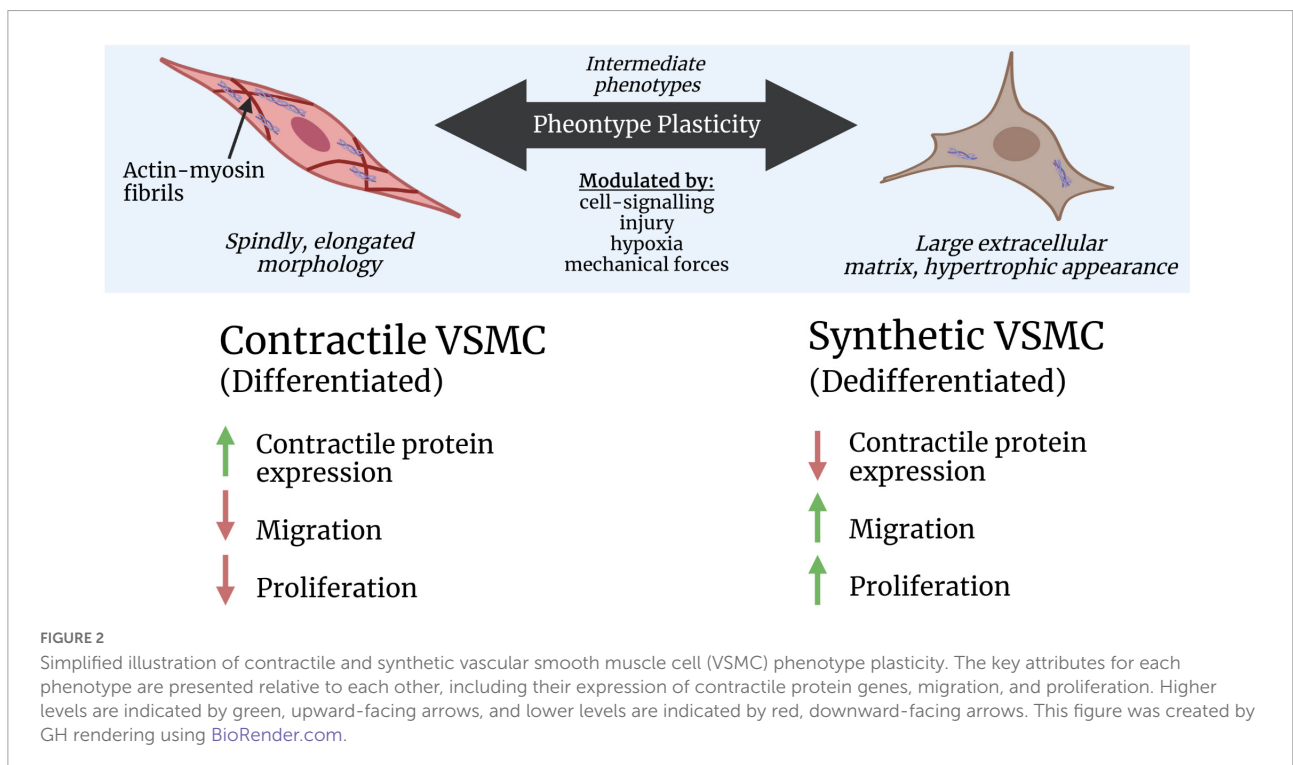 Intermediate
phenotypes
Pheontype Plasticity
Actin-myosin
fibrils
Modulated by:
cell-signalling
injury
hypoxia
mechanical forces
Spindly, elongated
morphology
Large extracellular
matrix, hypertrophic appearance
Contractile VSMC
(Differentiated)
Contractile protein
expression
Migration
Proliferation
Synthetic VSMC
(Dedifferentiated)
Contractile protein
expression
Migration
Proliferation
FIGURE 2
Simplified illustration of contractile and synthetic vascular smooth muscle cell (VSMC) phenotype plasticity. The key attributes for each
phenotype are presented relative to each other, including their expression of contractile protein genes, migration, and proliferation. Higher
levels are indicated by green, upward-facing arrows, and lower levels are indicated by red, downward-facing arrows. This figure was created by
GH rendering using BioRender.com.